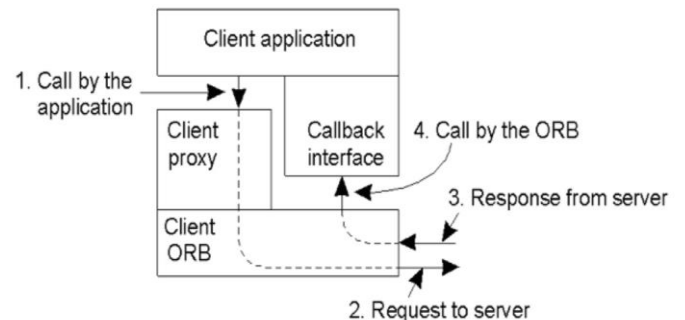 Client application
1. Call by the
application
Client
proxy
Callback
interface
4. Call by the ORB
3. Response from server
Client
ORB
2. Request to server